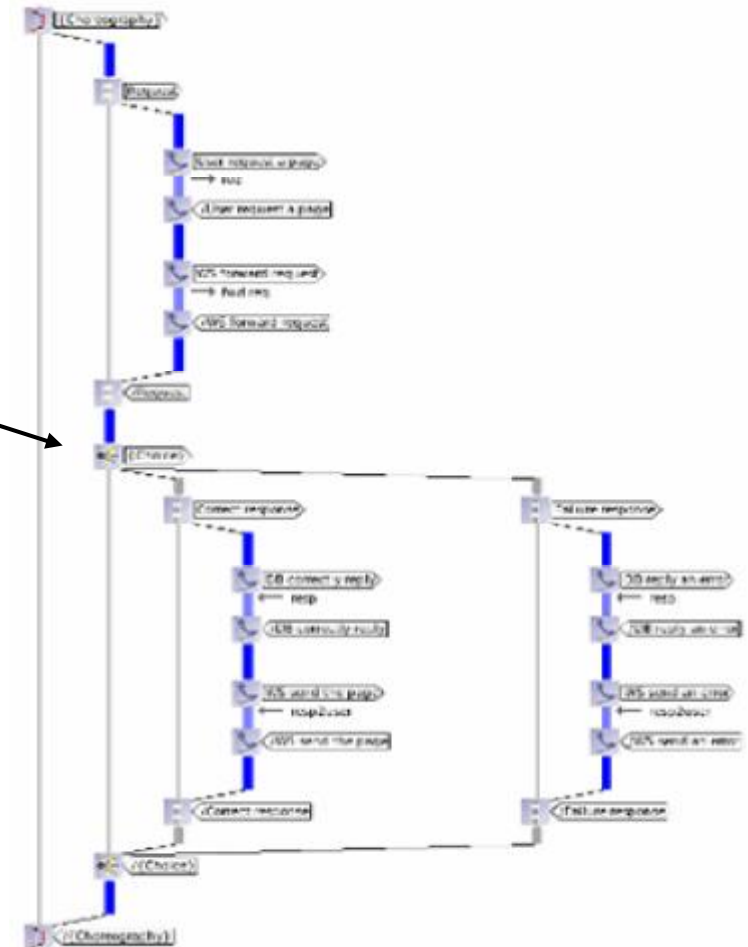 {(Choreography)}
Request
User request a page
req
/User request a page
WS forward request
fwd req
/WS forward request
/Request
{(Choice)}
Correct response
Failure response
DB correctly reply
DB reply an error
resp
resp
/DB correctly reply
/DB reply an error
WS send the page
WS send an error
resp2user
resp2user
/WS send the page
/WS send an error
/Correct response
/Failure response
/{(Choice)}
/{(Choreography)}